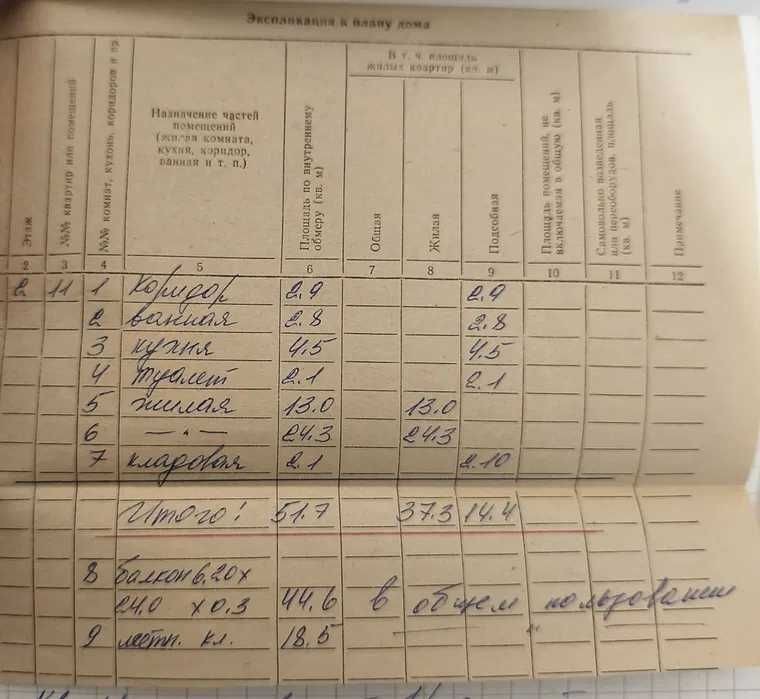 Экспликация к плану дома
Этаж
№№ квартир или помещений
№№ комнат, кухонь, коридоров и пр.
Назначение частей помещений (жилая комната, кухня, коридор, ванная и т. п.)
Площадь по внутреннему обмеру (кв. м)
В т. ч. площадь жилых квартир (кв. м)
Общая
Жилая
Подсобная
Площадь помещений, не включаемая в общую (кв. м)
Самовольно возведенная или переоборудов. площадь (кв. м)
Примечание
2 3 4 5 6 7 8 9 10 11 12
2 11 1 коридор 2.9 2.9
2 ванная 2.8 2.8
3 кухня 4.5 4.5
4 туалет 2.1 2.1
5 жилая 13.0 13.0
6 — " — 24.3 24.3
7 кладовая 2.1 2.10
Итого: 51.7 37.3 14.4
8 балкон 6.20 х
24.0 х 0.3 44.6 в общем пользовании
9 лестн. кл. 18.5 — " —